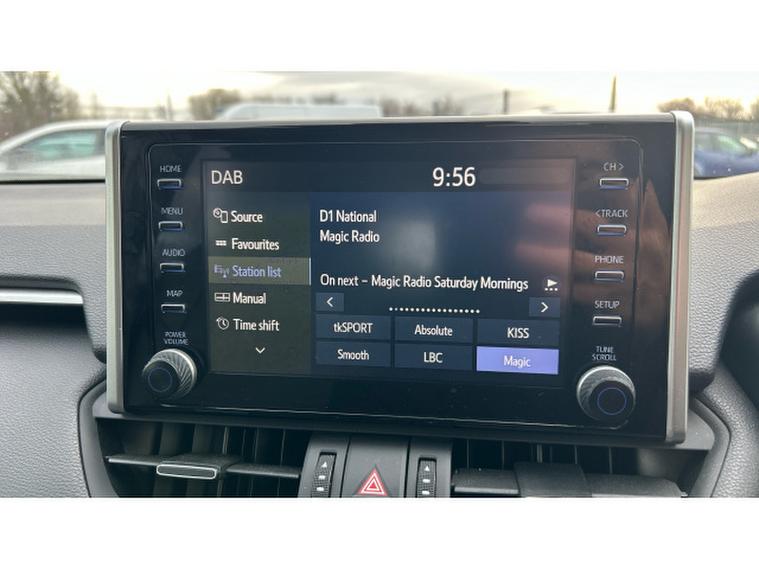 HOME
MENU
AUDIO
MAP
POWER
VOLUME
DAB
9:56
Source
Favourites
Station list
Manual
Time shift
D1 National
Magic Radio
On next – Magic Radio Saturday Mornings
tkSPORT
Absolute
KISS
Smooth
LBC
Magic
CH >
< TRACK
PHONE
SETUP
TUNE
SCROLL